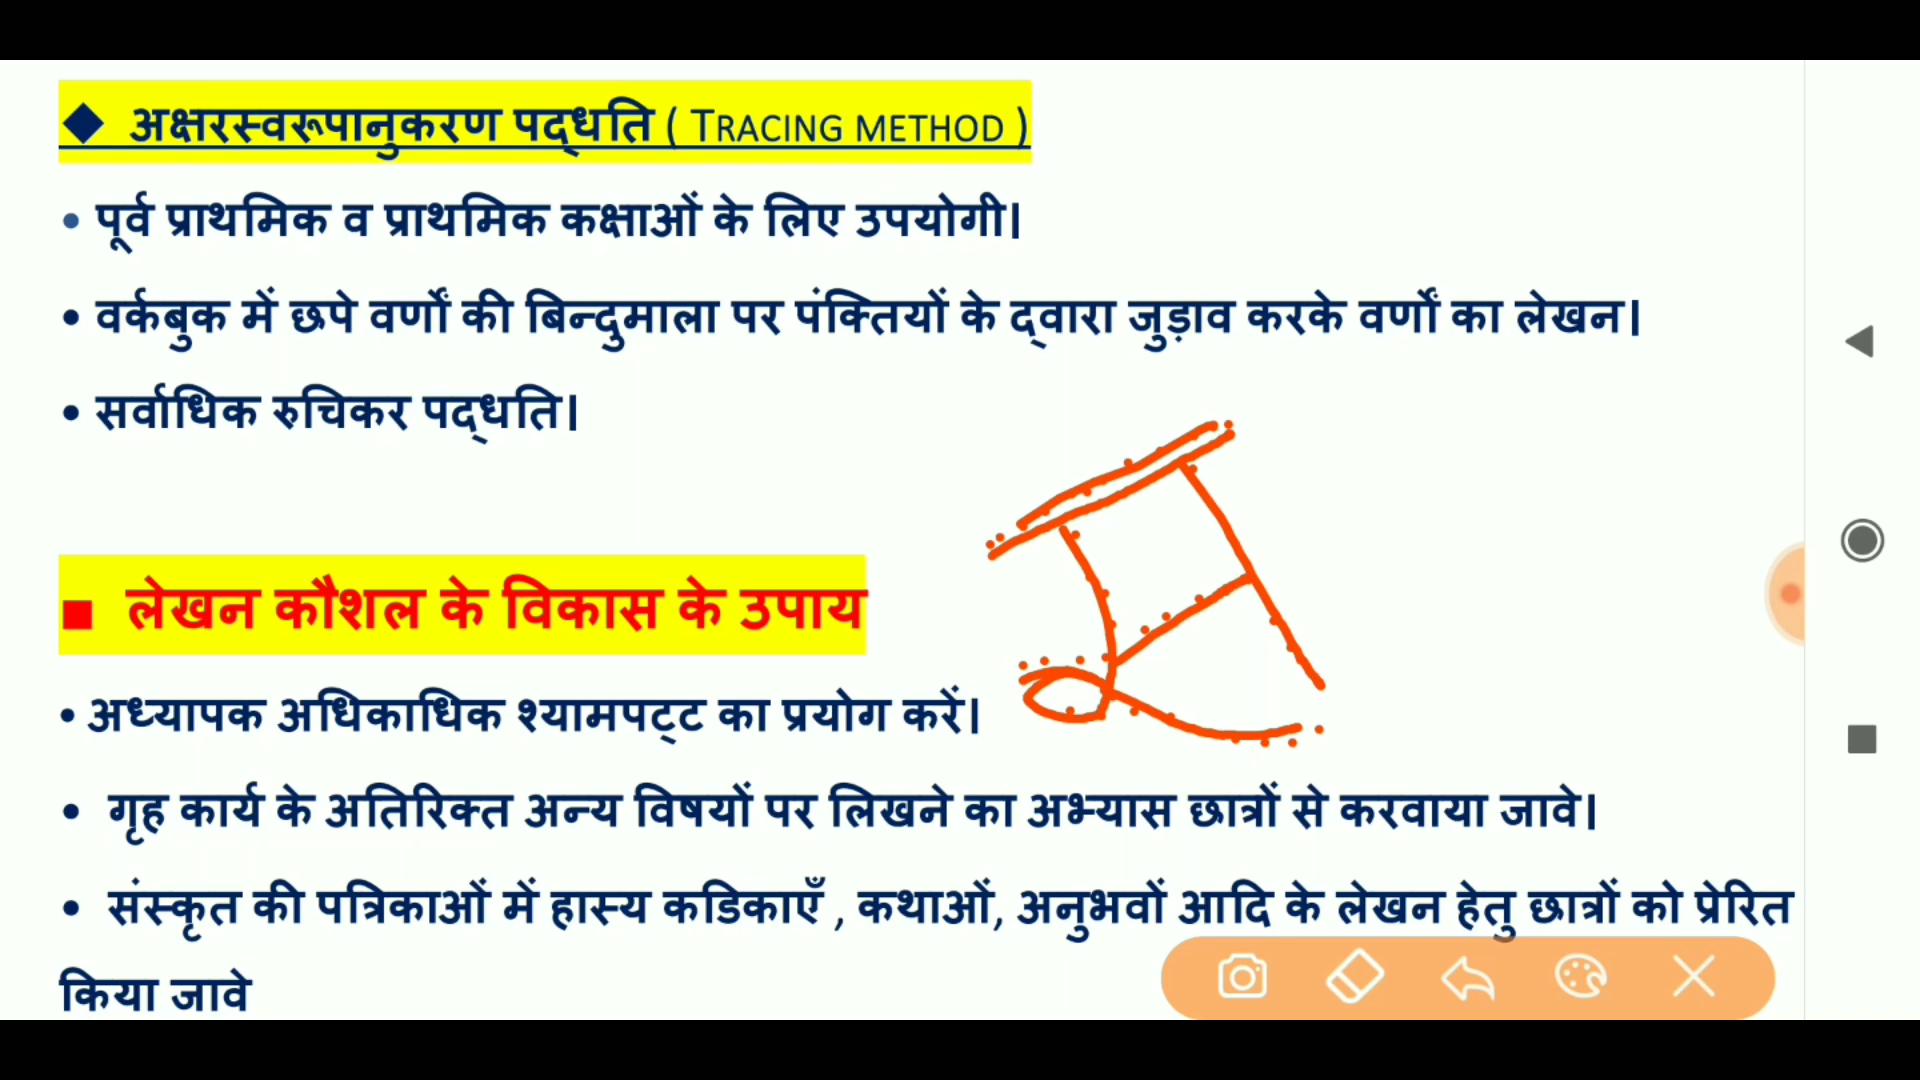 ◆ अक्षरस्वरूपानुकरण पद्धति ( TRACING METHOD )
• पूर्व प्राथमिक व प्राथमिक कक्षाओं के लिए उपयोगी।
• वर्कबुक में छपे वर्णों की बिन्दुमाला पर पंक्तियों के द्वारा जुड़ाव करके वर्णों का लेखन।
• सर्वाधिक रुचिकर पद्धति।
■ लेखन कौशल के विकास के उपाय
• अध्यापक अधिकाधिक श्यामपट्ट का प्रयोग करें।
• गृह कार्य के अतिरिक्त अन्य विषयों पर लिखने का अभ्यास छात्रों से करवाया जावे।
• संस्कृत की पत्रिकाओं में हास्य कडिकाएँ , कथाओं, अनुभवों आदि के लेखन हेतु छात्रों को प्रेरित
किया जावे